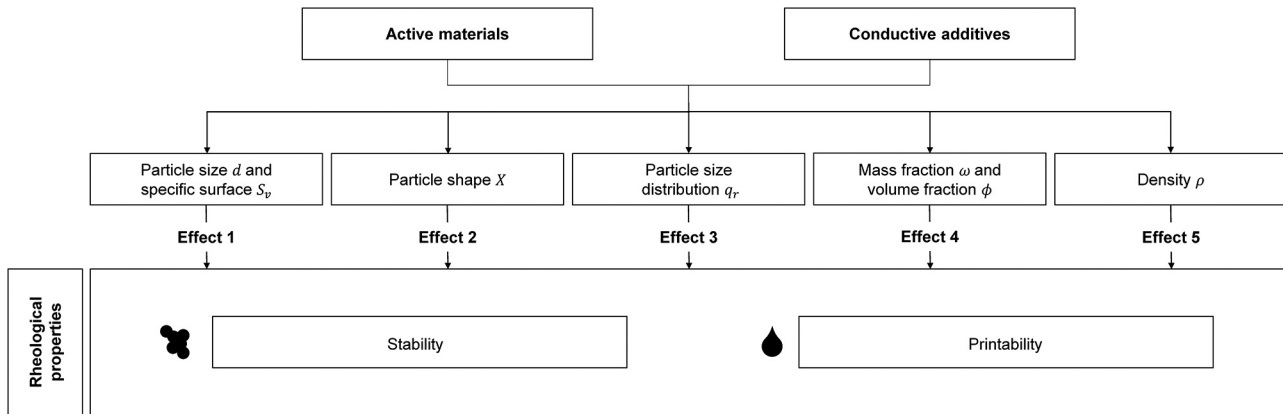 Active materials
Conductive additives
Particle size d and
specific surface Sᵥ
Particle shape X
Particle size
distribution qᵣ
Mass fraction ω and
volume fraction ϕ
Density ρ
Effect 1
Effect 2
Effect 3
Effect 4
Effect 5
Rheological
properties
Stability
Printability